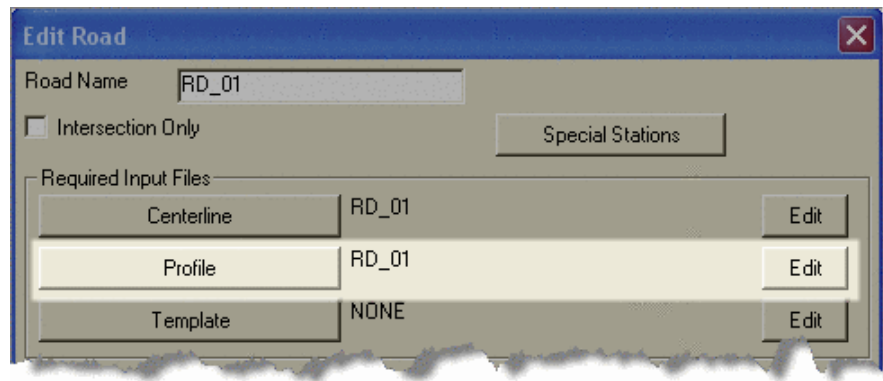 Edit Road
Road Name RD_01
Intersection Only Special Stations
Required Input Files
Centerline RD_01 Edit
Profile RD_01 Edit
Template NONE Edit